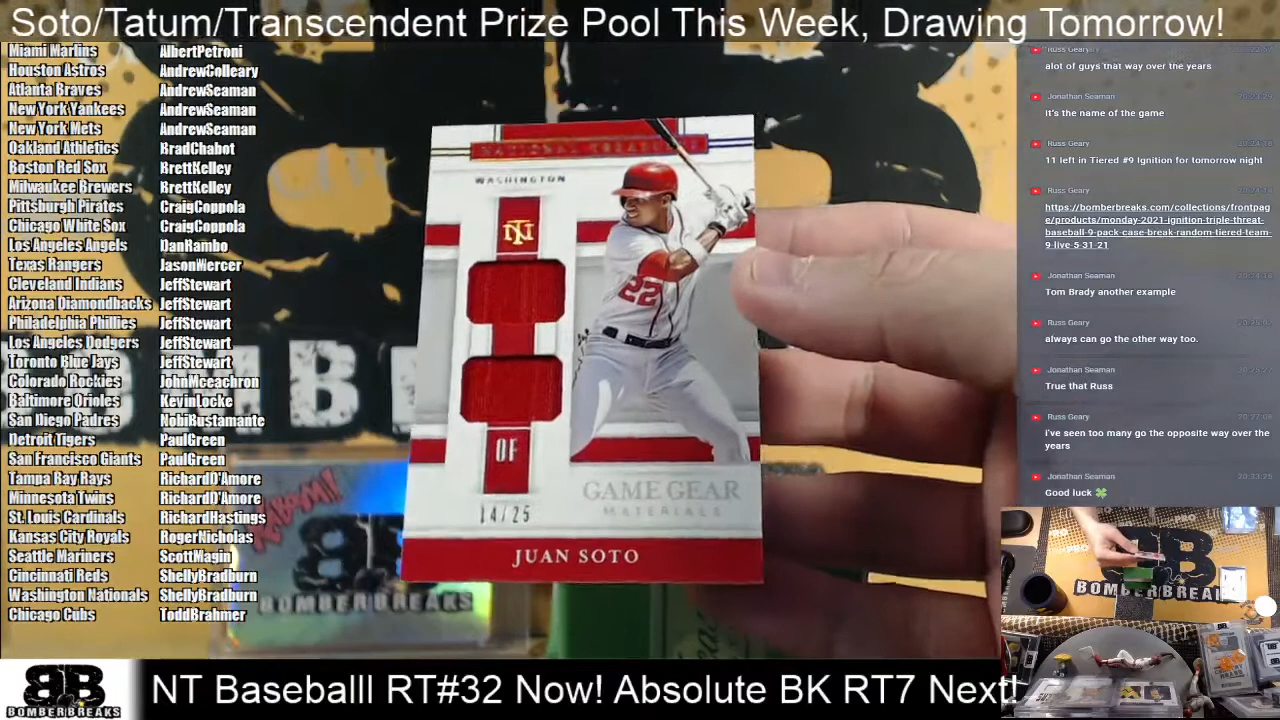 Soto/Tatum/Transcendent Prize Pool This Week, Drawing Tomorrow!
Miami Marlins AlbertPetroni
Houston Astros AndrewColleary
Atlanta Braves AndrewSeaman
New York Yankees AndrewSeaman
New York Mets AndrewSeaman
Oakland Athletics BradChabot
Boston Red Sox BrettKelley
Milwaukee Brewers BrettKelley
Pittsburgh Pirates CraigCoppola
Chicago White Sox CraigCoppola
Los Angeles Angels DanRambo
Texas Rangers JasonMercer
Cleveland Indians JeffStewart
Arizona Diamondbacks JeffStewart
Philadelphia Phillies JeffStewart
Los Angeles Dodgers JeffStewart
Toronto Blue Jays JeffStewart
Colorado Rockies JohnMceachron
Baltimore Orioles KevinLocke
San Diego Padres NobiBustamante
Detroit Tigers PaulGreen
San Francisco Giants PaulGreen
Tampa Bay Rays RichardD'Amore
Minnesota Twins RichardD'Amore
St. Louis Cardinals RichardHastings
Kansas City Royals RogerNicholas
Seattle Mariners ScottMagin
Cincinnati Reds ShellyBradburn
Washington Nationals ShellyBradburn
Chicago Cubs ToddBrahmer
NATIONAL TREASURES
WASHINGTON
NT
22
OF
14/25
GAME GEAR
MATERIALS
JUAN SOTO
BOMB
KABOOM!
BOMBERBREAKS
Russ Geary
alot of guys that way over the years
Jonathan Seaman
it's the name of the game
Russ Geary
11 left in Tiered #9 Ignition for tomorrow night
Russ Geary
https://bomberbreaks.com/collections/frontpag
e/products/monday-2021-ignition-triple-threat-
baseball-9-pack-case-break-random-ticed-team-
9-live-5-31-21
Jonathan Seaman
Tom Brady another example
Russ Geary
always can go the other way too.
Jonathan Seaman
True that Russ
Russ Geary
i've seen too many go the opposite way over the
years
Jonathan Seaman 20:33:25
Good luck 🍀
BOMBERBREAKS
BB
BOMBERBREAKS
NT Baseballl RT#32 Now! Absolute BK RT7 Next!